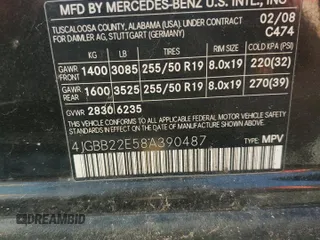 MFD BY MERCEDES-BENZ U.S. INT'L, INC
TUSCALOOSA COUNTY, ALABAMA (USA), UNDER CONTRACT
FOR DAIMLER AG, STUTTGART (GERMANY)
02/08
C474
KG LB TIRE SIZE RIM SIZE COLD KPA (PSI)
GAWR FRONT 1400 3085 255/50 R19 8.0x19 220(32)
GAWR REAR 1600 3525 255/50 R19 8.0x19 270(39)
GVWR 2830 6235
THIS VEHICLE CONFORMS TO ALL APPLICABLE
U.S. FEDERAL MOTOR VEHICLE SAFETY STANDARDS IN
EFFECT ON THE DATE OF MANUFACTURE SHOWN ABOVE
4JGBB22E58A390487 TYPE MPV
DREAMBID